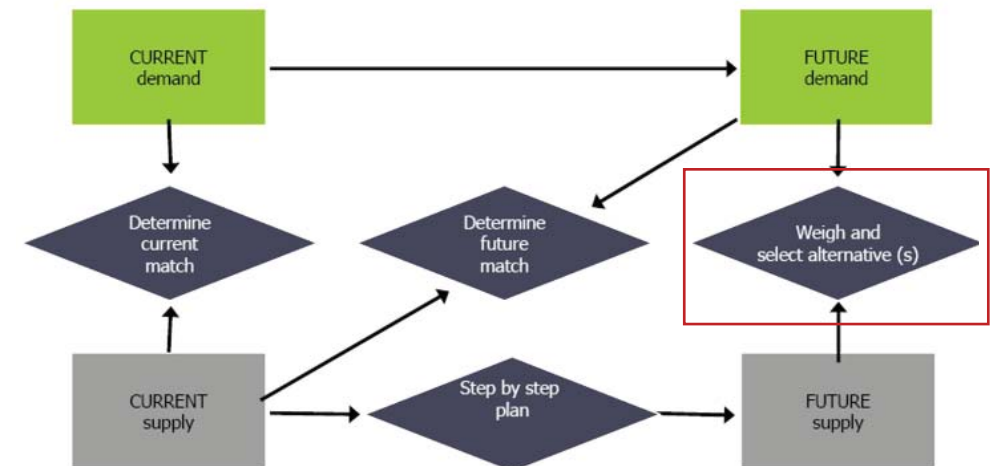 CURRENT
demand
FUTURE
demand
Determine
current
match
Determine
future
match
Weigh and
select alternative (s)
CURRENT
supply
Step by step
plan
FUTURE
supply